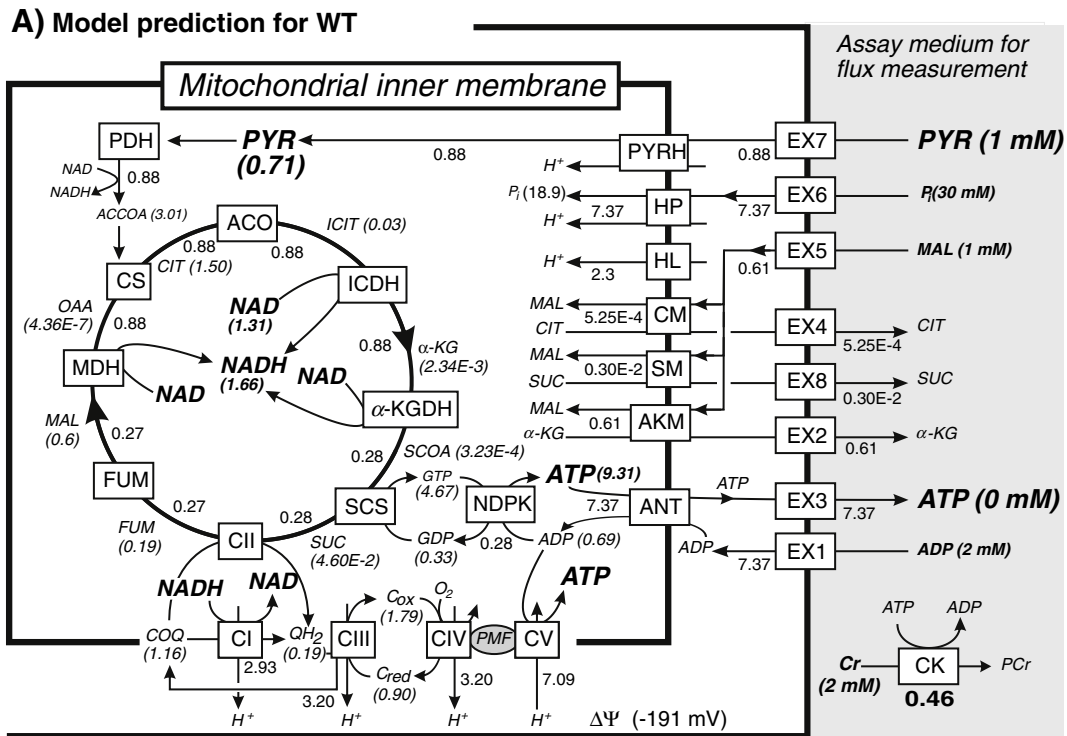 A) Model prediction for WT
Assay medium for
flux measurement
Mitochondrial inner membrane
PDH
PYR
(0.71)
0.88
PYRH
0.88
EX7
PYR (1 mM)
NAD
NADH
0.88
H+
ACCOA (3.01)
Pi (18.9)
7.37
HP
7.37
EX6
Pi(30 mM)
H+
ACO
ICIT (0.03)
0.88
0.88
CIT (1.50)
CS
H+
HL
2.3
EX5
0.61
MAL (1 mM)
ICDH
NAD
(1.31)
OAA
(4.36E-7)
0.88
MAL
5.25E-4
CM
CIT
EX4
CIT
5.25E-4
MDH
NADH
(1.66)
NAD
NAD
0.88
α-KG
(2.34E-3)
MAL
0.30E-2
SM
SUC
EX8
SUC
0.30E-2
α-KGDH
MAL
0.61
AKM
α-KG
EX2
α-KG
0.61
MAL
(0.6)
0.27
0.28
SCOA (3.23E-4)
FUM
0.27
FUM
(0.19)
CII
0.28
SUC
(4.60E-2)
SCS
GTP
(4.67)
NDPK
GDP
(0.33)
0.28
ATP(9.31)
7.37
ANT
ATP
EX3
7.37
ATP (0 mM)
ADP (0.69)
ADP
7.37
EX1
ADP (2 mM)
NADH
NAD
ATP
COQ
(1.16)
CI
2.93
H+
QH2
(0.19)
CIII
3.20
H+
Cox
(1.79)
Cred
(0.90)
O2
CIV
3.20
H+
PMF
CV
7.09
H+
ΔΨ (-191 mV)
ATP
ADP
Cr
(2 mM)
CK
PCr
0.46